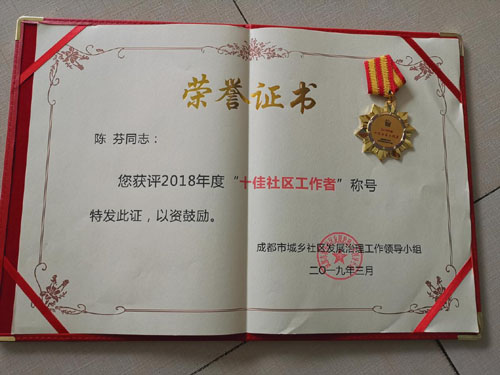 荣誉证书
陈 芬同志：
您获评2018年度“十佳社区工作者”称号
特发此证，以资鼓励。
成都市城乡社区发展治理工作领导小组
二〇一九年三月